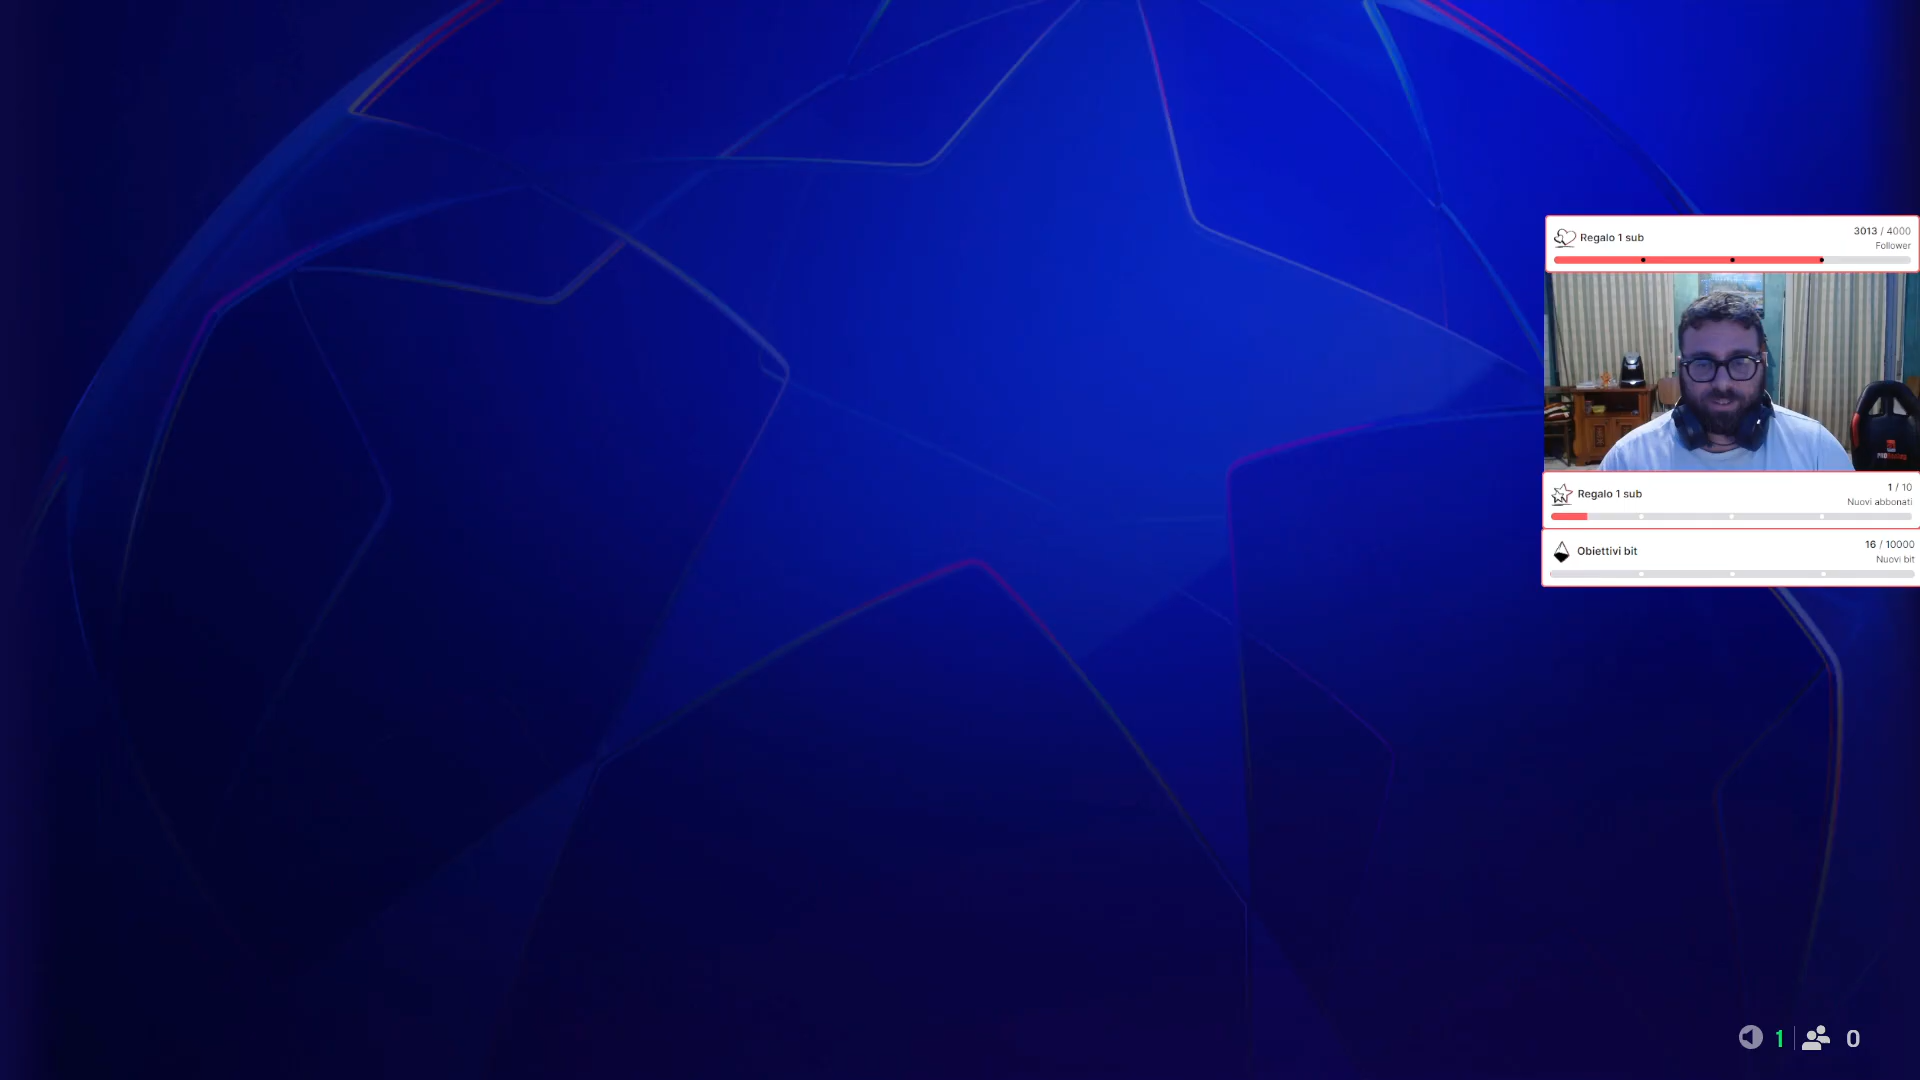 Regalo 1 sub
3013 / 4000
Follower
Regalo 1 sub
1 / 10
Nuovi abbonati
Obiettivi bit
16 / 10000
Nuovi bit
1 0